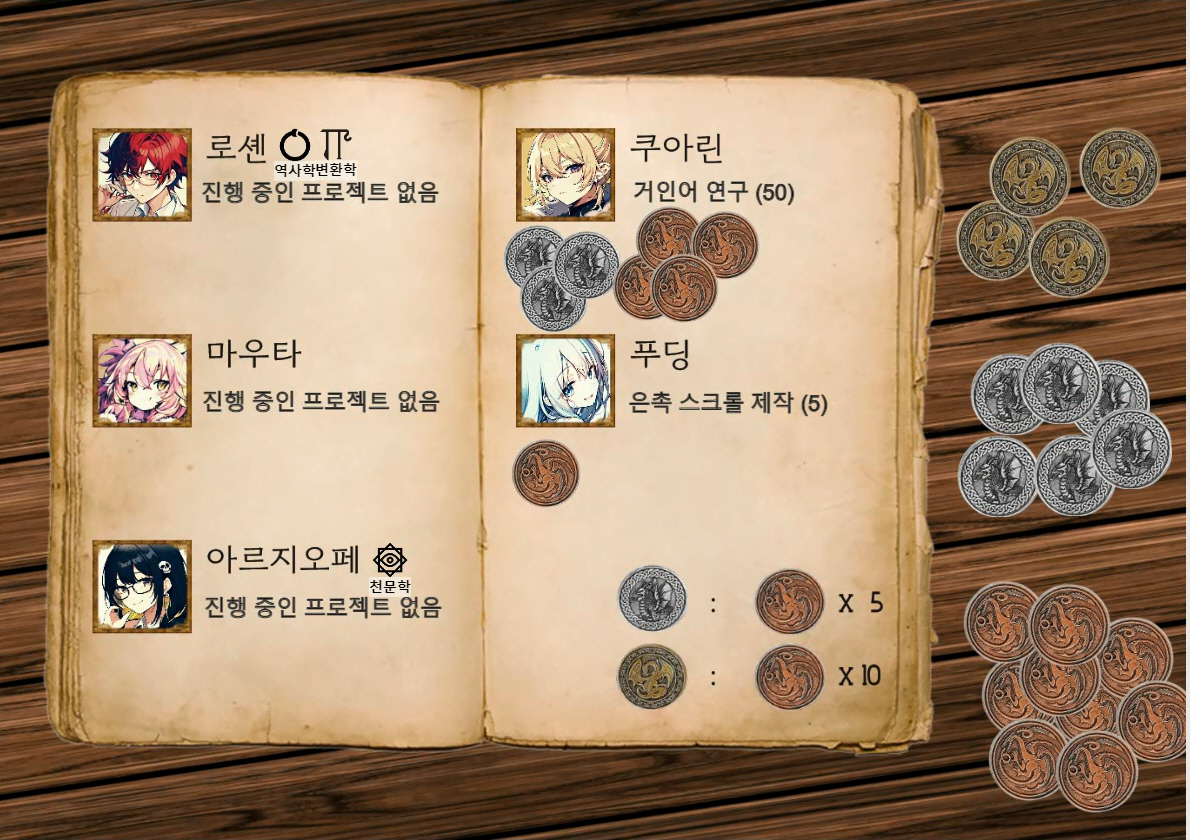 로셴
역사학변환학
진행 중인 프로젝트 없음
마우타
진행 중인 프로젝트 없음
아르지오페
천문학
진행 중인 프로젝트 없음
쿠아린
거인어 연구 (50)
푸딩
은촉 스크롤 제작 (5)
: X 5
: X 10